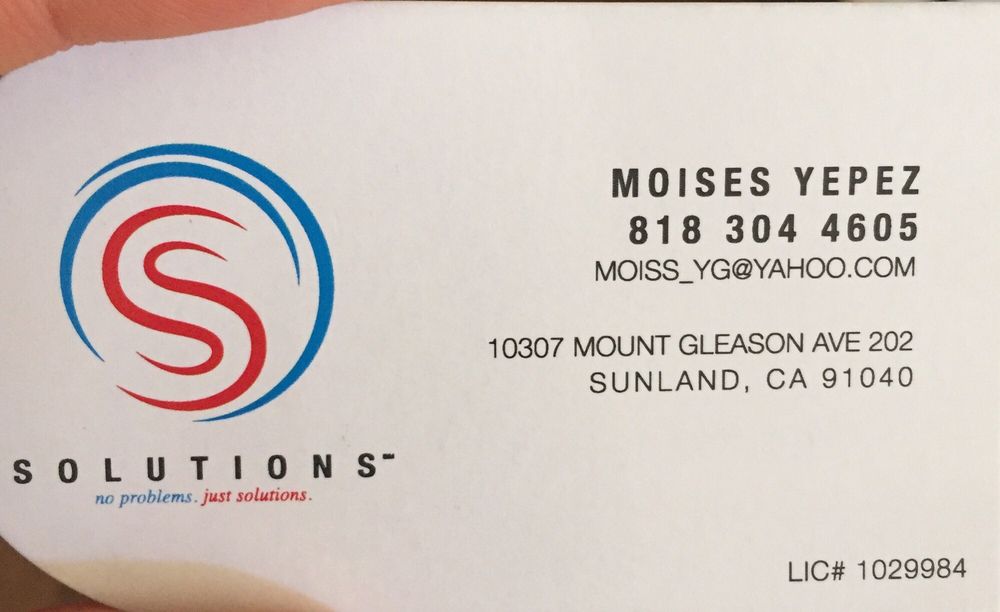 MOISES YEPEZ
818 304 4605
MOISS_YG@YAHOO.COM
10307 MOUNT GLEASON AVE 202
SUNLAND, CA 91040
S
SOLUTIONS℠
no problems. just solutions.
LIC# 1029984